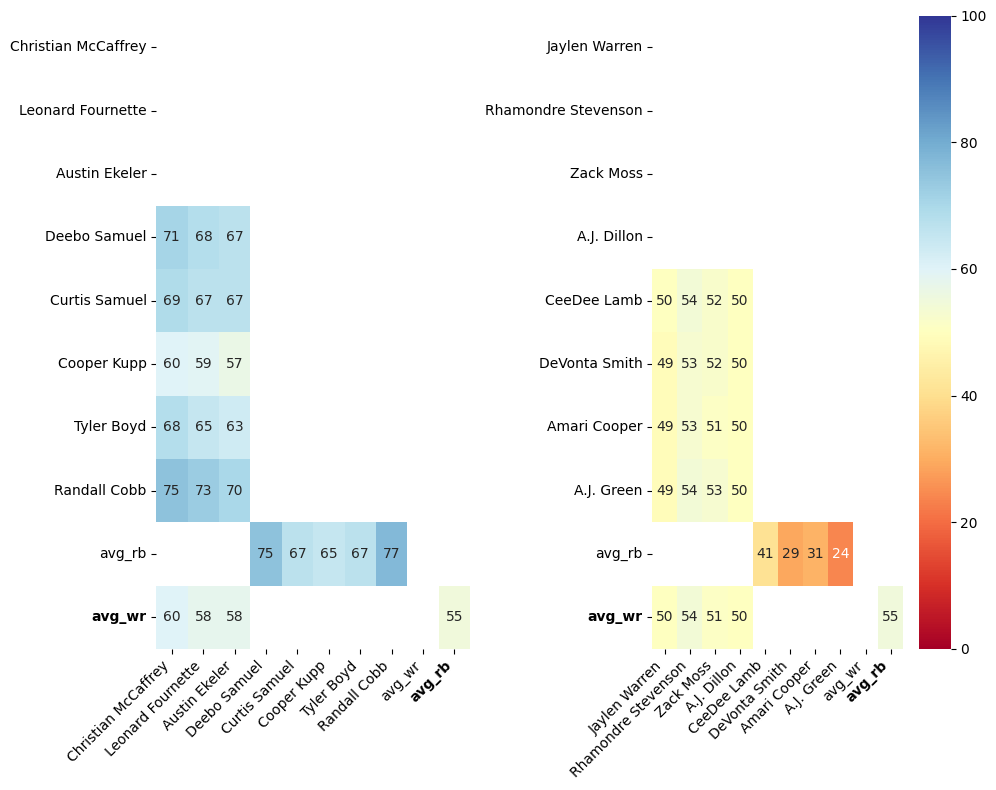 Christian McCaffrey
Leonard Fournette
Austin Ekeler
Deebo Samuel 71 68 67
Curtis Samuel 69 67 67
Cooper Kupp 60 59 57
Tyler Boyd 68 65 63
Randall Cobb 75 73 70
avg_rb 75 67 65 67 77
avg_wr 60 58 58 55
Christian McCaffrey
Leonard Fournette
Austin Ekeler
Deebo Samuel
Curtis Samuel
Cooper Kupp
Tyler Boyd
Randall Cobb
avg_wr
avg_rb
Jaylen Warren
Rhamondre Stevenson
Zack Moss
A.J. Dillon
CeeDee Lamb 50 54 52 50
DeVonta Smith 49 53 52 50
Amari Cooper 49 53 51 50
A.J. Green 49 54 53 50
avg_rb 41 29 31 24
avg_wr 50 54 51 50 55
Jaylen Warren
Rhamondre Stevenson
Zack Moss
A.J. Dillon
CeeDee Lamb
DeVonta Smith
Amari Cooper
A.J. Green
avg_wr
avg_rb
100
80
60
40
20
0